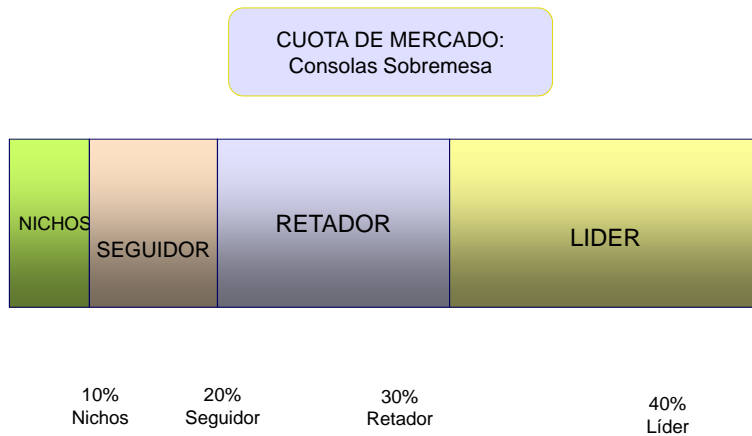 CUOTA DE MERCADO:
Consolas Sobremesa
NICHOS
SEGUIDOR
RETADOR
LIDER
10%
Nichos
20%
Seguidor
30%
Retador
40%
Líder